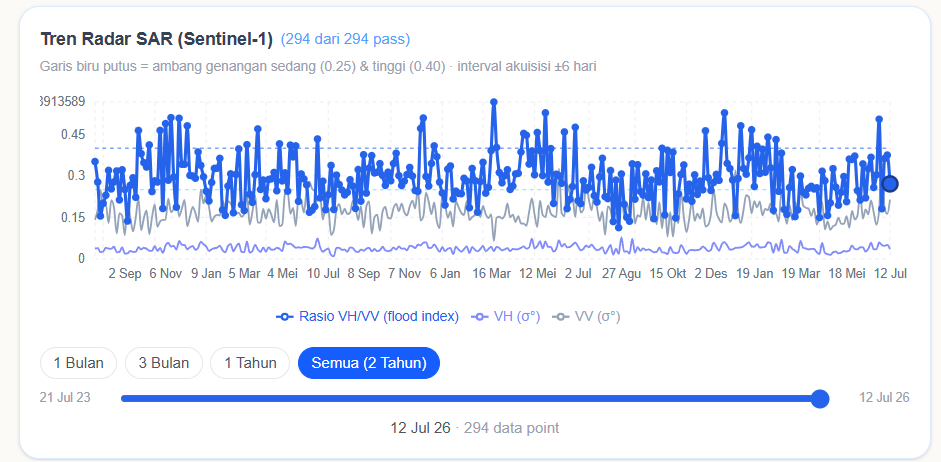 Tren Radar SAR (Sentinel-1) (294 dari 294 pass)
Garis biru putus = ambang genangan sedang (0.25) & tinggi (0.40) · interval akuisisi ±6 hari
3913589
0.45
0.3
0.15
0
2 Sep 6 Nov 9 Jan 5 Mar 4 Mei 10 Jul 8 Sep 7 Nov 6 Jan 16 Mar 12 Mei 2 Jul 27 Agu 15 Okt 2 Des 19 Jan 19 Mar 18 Mei 12 Jul
Rasio VH/VV (flood index) VH (σ°) VV (σ°)
1 Bulan 3 Bulan 1 Tahun Semua (2 Tahun)
21 Jul 23 12 Jul 26
12 Jul 26 · 294 data point